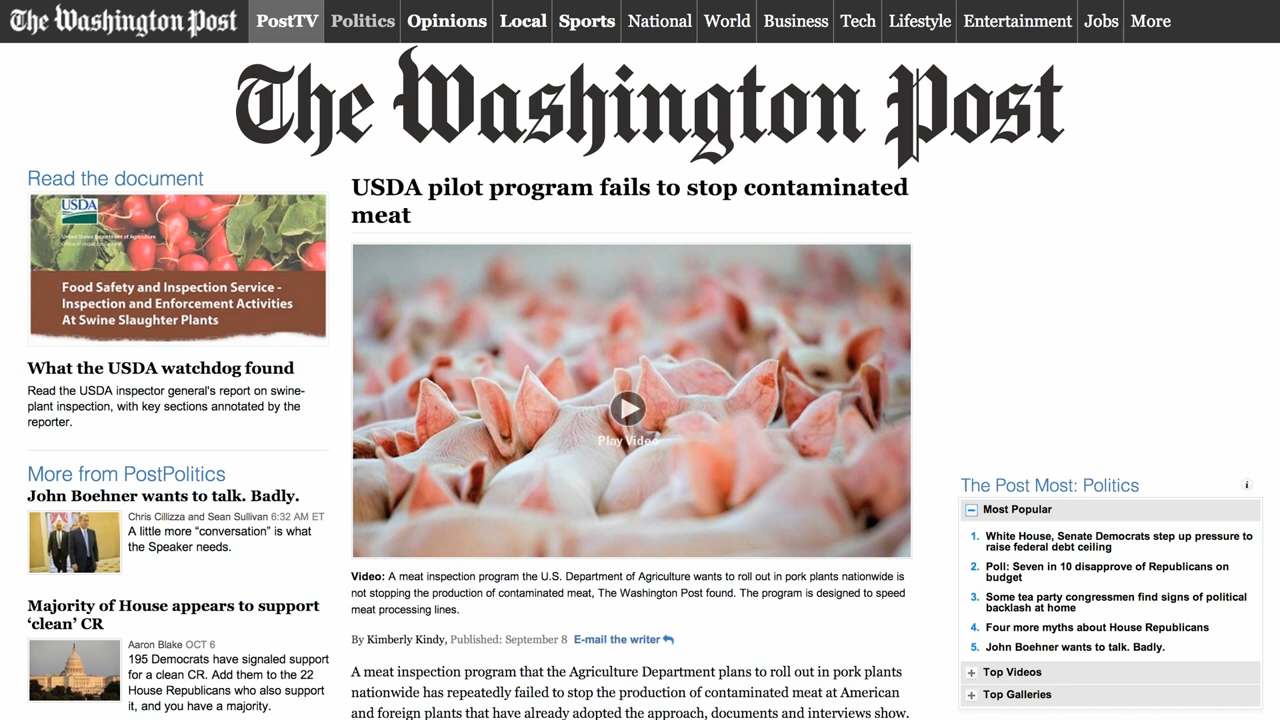 The Washington Post PostTV Politics Opinions Local Sports National World Business Tech Lifestyle Entertainment Jobs More
The Washington Post
Read the document
USDA
United States Department of Agriculture
Food Safety and Inspection Service -
Inspection and Enforcement Activities
At Swine Slaughter Plants
What the USDA watchdog found
Read the USDA inspector general's report on swine-
plant inspection, with key sections annotated by the
reporter.
More from PostPolitics
John Boehner wants to talk. Badly.
Chris Cillizza and Sean Sullivan 6:32 AM ET
A little more “conversation” is what
the Speaker needs.
Majority of House appears to support
‘clean’ CR
Aaron Blake OCT 6
195 Democrats have signaled support
for a clean CR. Add them to the 22
House Republicans who also support
it, and you have a majority.
USDA pilot program fails to stop contaminated
meat
Play Video
Video: A meat inspection program the U.S. Department of Agriculture wants to roll out in pork plants nationwide is
not stopping the production of contaminated meat, The Washington Post found. The program is designed to speed
meat processing lines.
By Kimberly Kindy, Published: September 8 E-mail the writer
A meat inspection program that the Agriculture Department plans to roll out in pork plants
nationwide has repeatedly failed to stop the production of contaminated meat at American
and foreign plants that have already adopted the approach, documents and interviews show.
The Post Most: Politics
Most Popular
1. White House, Senate Democrats step up pressure to
raise federal debt ceiling
2. Poll: Seven in 10 disapprove of Republicans on
budget
3. Some tea party congressmen find signs of political
backlash at home
4. Four more myths about House Republicans
5. John Boehner wants to talk. Badly.
Top Videos
Top Galleries